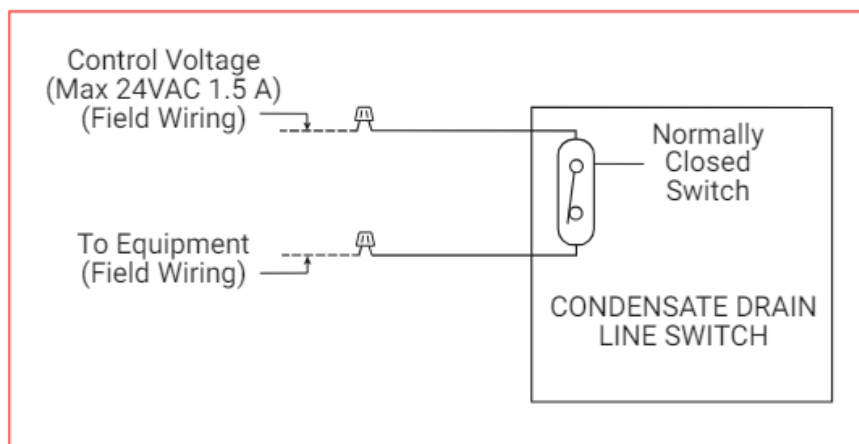 Control Voltage
(Max 24VAC 1.5 A)
(Field Wiring)
Normally
Closed
Switch
To Equipment
(Field Wiring)
CONDENSATE DRAIN
LINE SWITCH